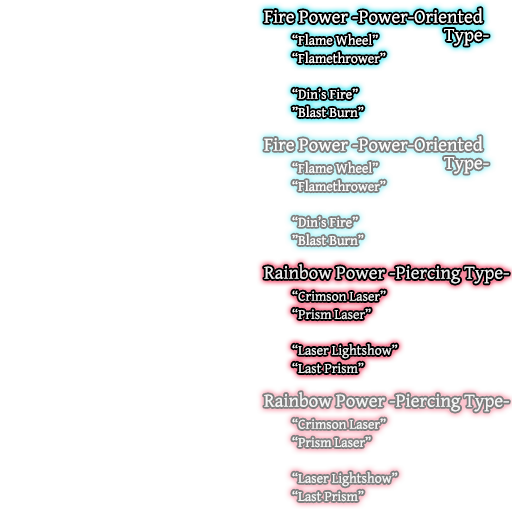 Fire Power -Power-Oriented
Type-
“Flame Wheel”
“Flamethrower”
“Din's Fire”
”Blast Burn”
Fire Power -Power-Oriented
Type-
“Flame Wheel”
“Flamethrower”
“Din's Fire”
”Blast Burn”
Rainbow Power -Piercing Type-
“Crimson Laser”
“Prism Laser”
“Laser Lightshow”
“Last Prism”
Rainbow Power -Piercing Type-
“Crimson Laser”
“Prism Laser”
“Laser Lightshow”
“Last Prism”